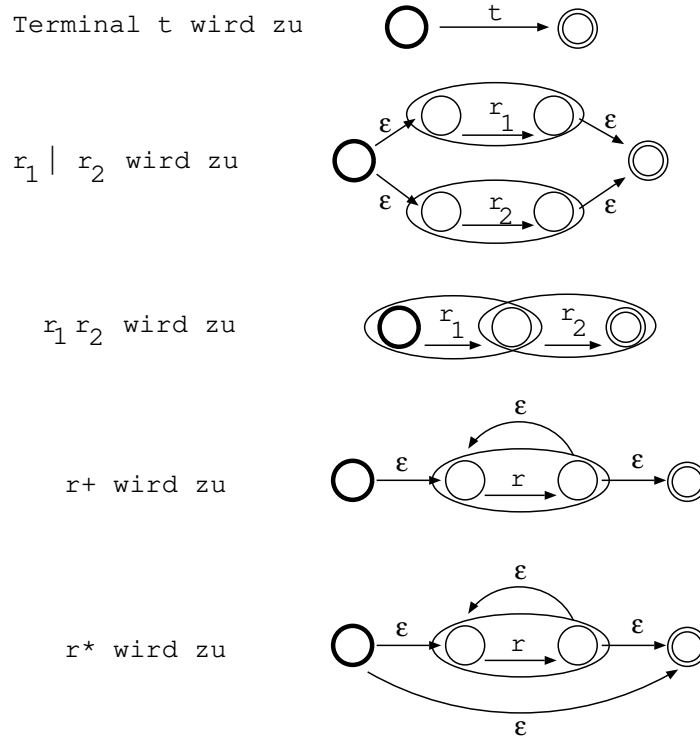 Terminal t wird zu
t
ε r₁ ε
r₁ | r₂ wird zu
ε r₂ ε
r₁ r₂ wird zu
r₁ r₂
ε
r+ wird zu
ε r ε
ε
r* wird zu
ε r ε
ε